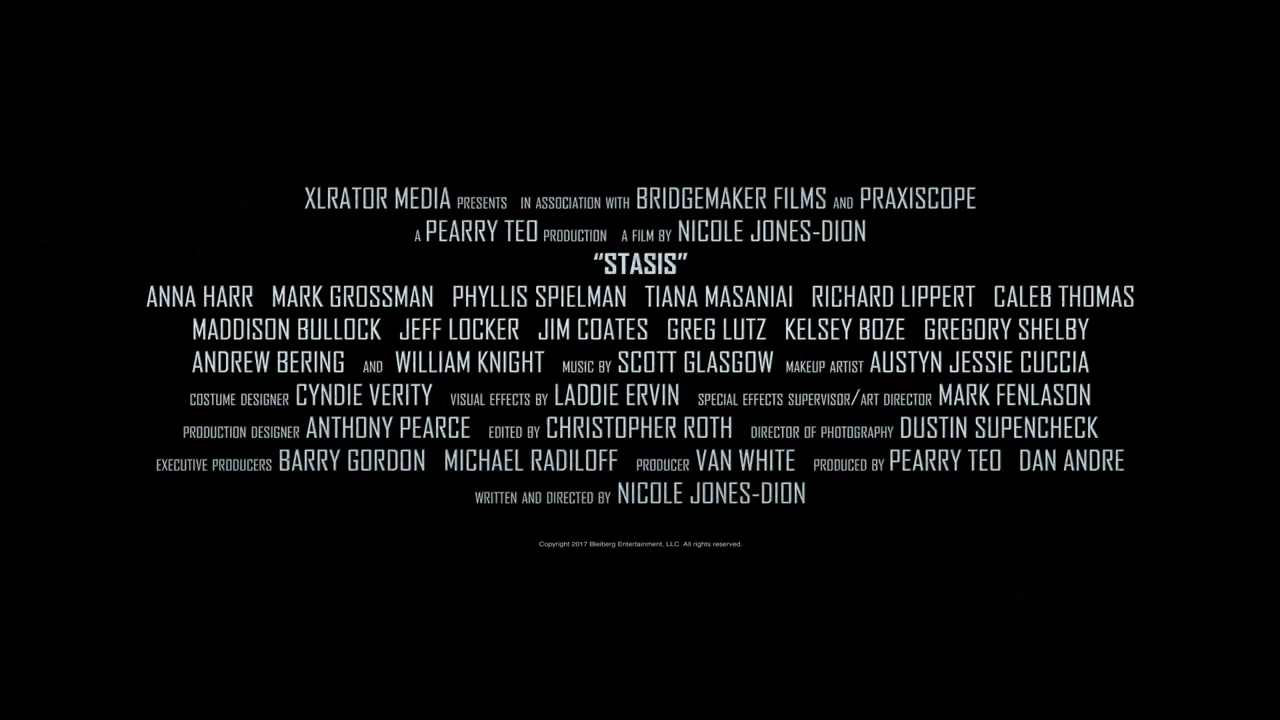 XLRATOR MEDIA PRESENTS IN ASSOCIATION WITH BRIDGEMAKER FILMS AND PRAXISCOPE
A PEARRY TEO PRODUCTION A FILM BY NICOLE JONES-DION
“STASIS”
ANNA HARR MARK GROSSMAN PHYLLIS SPIELMAN TIANA MASANIAI RICHARD LIPPERT CALEB THOMAS
MADDISON BULLOCK JEFF LOCKER JIM COATES GREG LUTZ KELSEY BOZE GREGORY SHELBY
ANDREW BERING AND WILLIAM KNIGHT MUSIC BY SCOTT GLASGOW MAKEUP ARTIST AUSTYN JESSIE CUCCIA
COSTUME DESIGNER CYNDIE VERITY VISUAL EFFECTS BY LADDIE ERVIN SPECIAL EFFECTS SUPERVISOR/ART DIRECTOR MARK FENLASON
PRODUCTION DESIGNER ANTHONY PEARCE EDITED BY CHRISTOPHER ROTH DIRECTOR OF PHOTOGRAPHY DUSTIN SUPENCHECK
EXECUTIVE PRODUCERS BARRY GORDON MICHAEL RADILOFF PRODUCER VAN WHITE PRODUCED BY PEARRY TEO DAN ANDRE
WRITTEN AND DIRECTED BY NICOLE JONES-DION
Copyright 2017 Bleiberg Entertainment, LLC. All rights reserved.